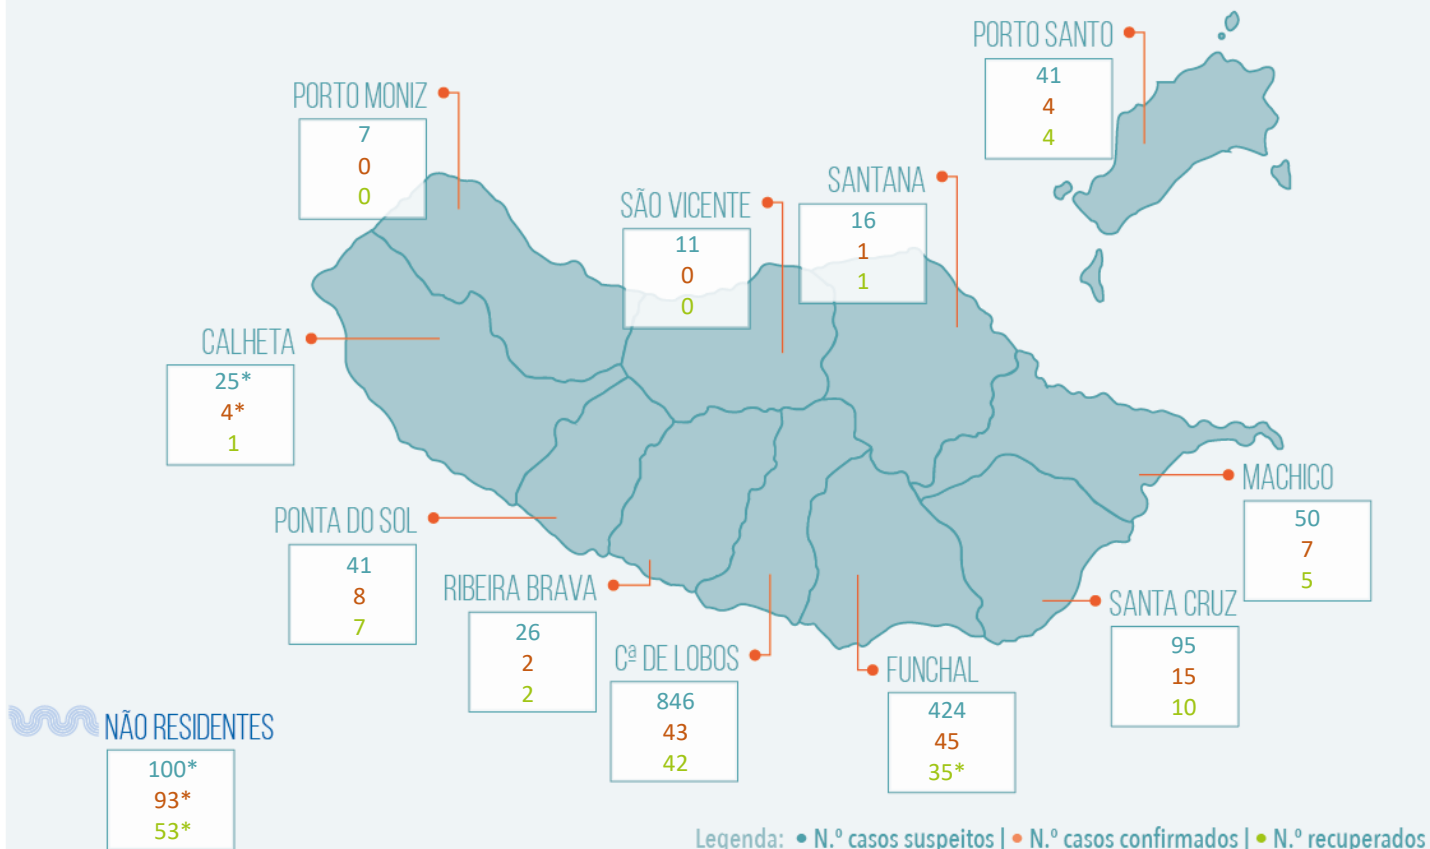 PORTO SANTO
41
4
4
PORTO MONIZ
7
0
0
SANTANA
16
1
1
SÃO VICENTE
11
0
0
CALHETA
25*
4*
1
MACHICO
50
7
5
PONTA DO SOL
41
8
7
RIBEIRA BRAVA
26
2
2
SANTA CRUZ
95
15
10
Cª DE LOBOS
846
43
42
FUNCHAL
424
45
35*
NÃO RESIDENTES
100*
93*
53*
Legenda: • N.º casos suspeitos | • N.º casos confirmados | • N.º recuperados